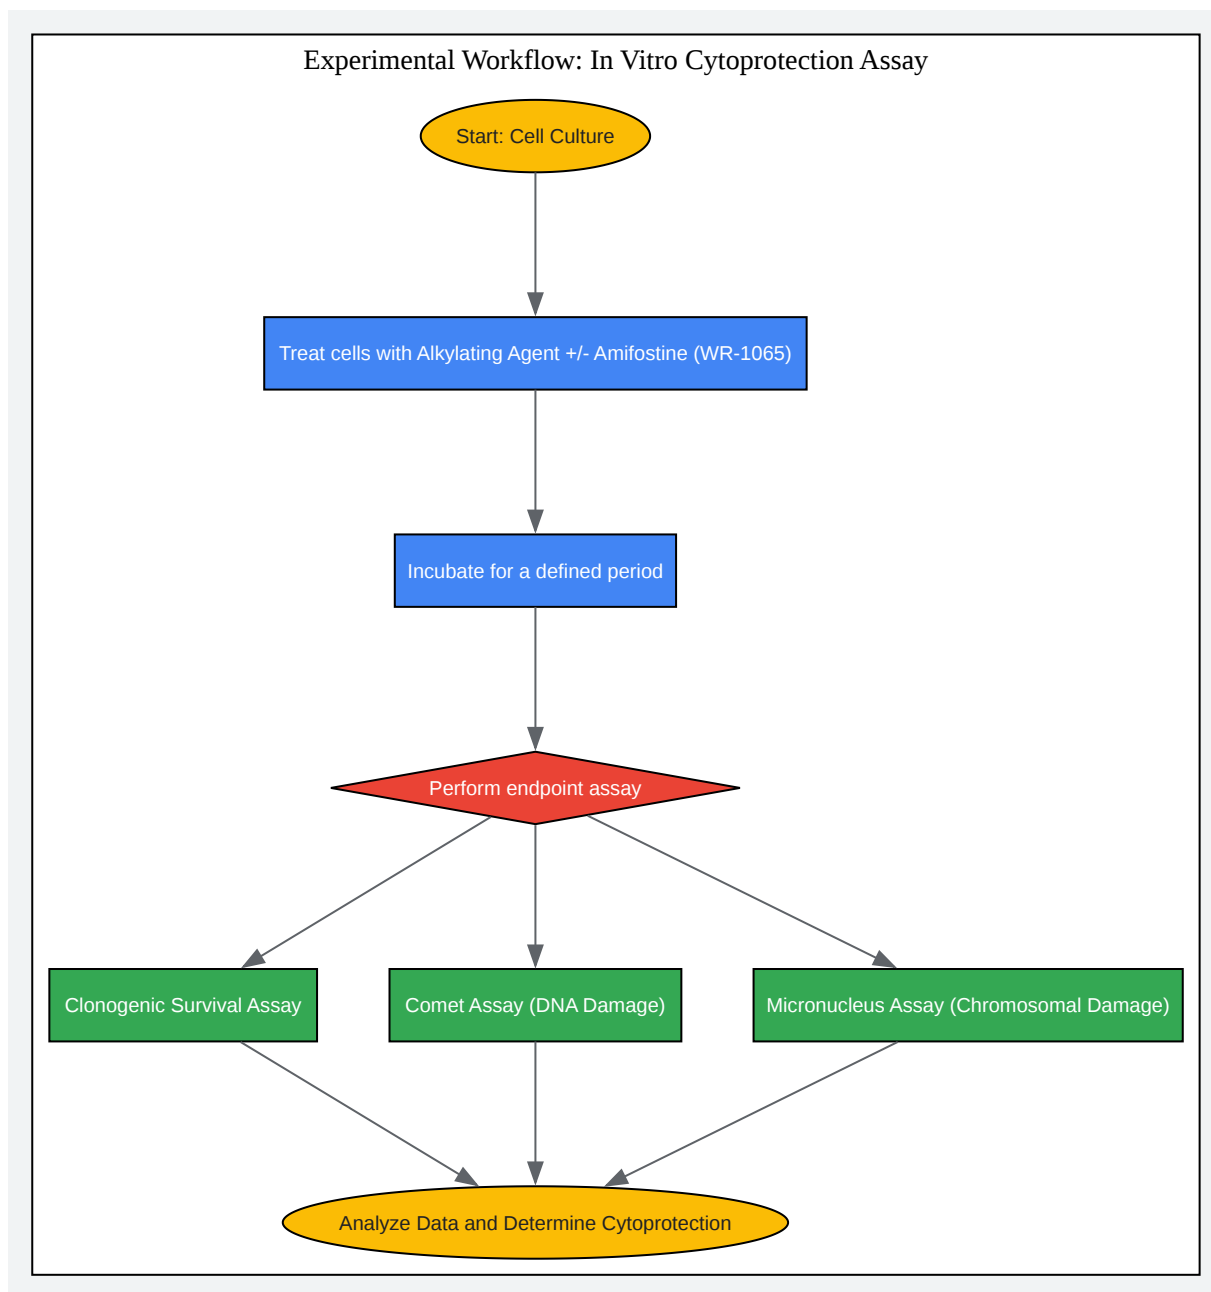 Experimental Workflow: In Vitro Cytoprotection Assay
Start: Cell Culture
Treat cells with Alkylating Agent +/- Amifostine (WR-1065)
Incubate for a defined period
Perform endpoint assay
Clonogenic Survival Assay
Comet Assay (DNA Damage)
Micronucleus Assay (Chromosomal Damage)
Analyze Data and Determine Cytoprotection